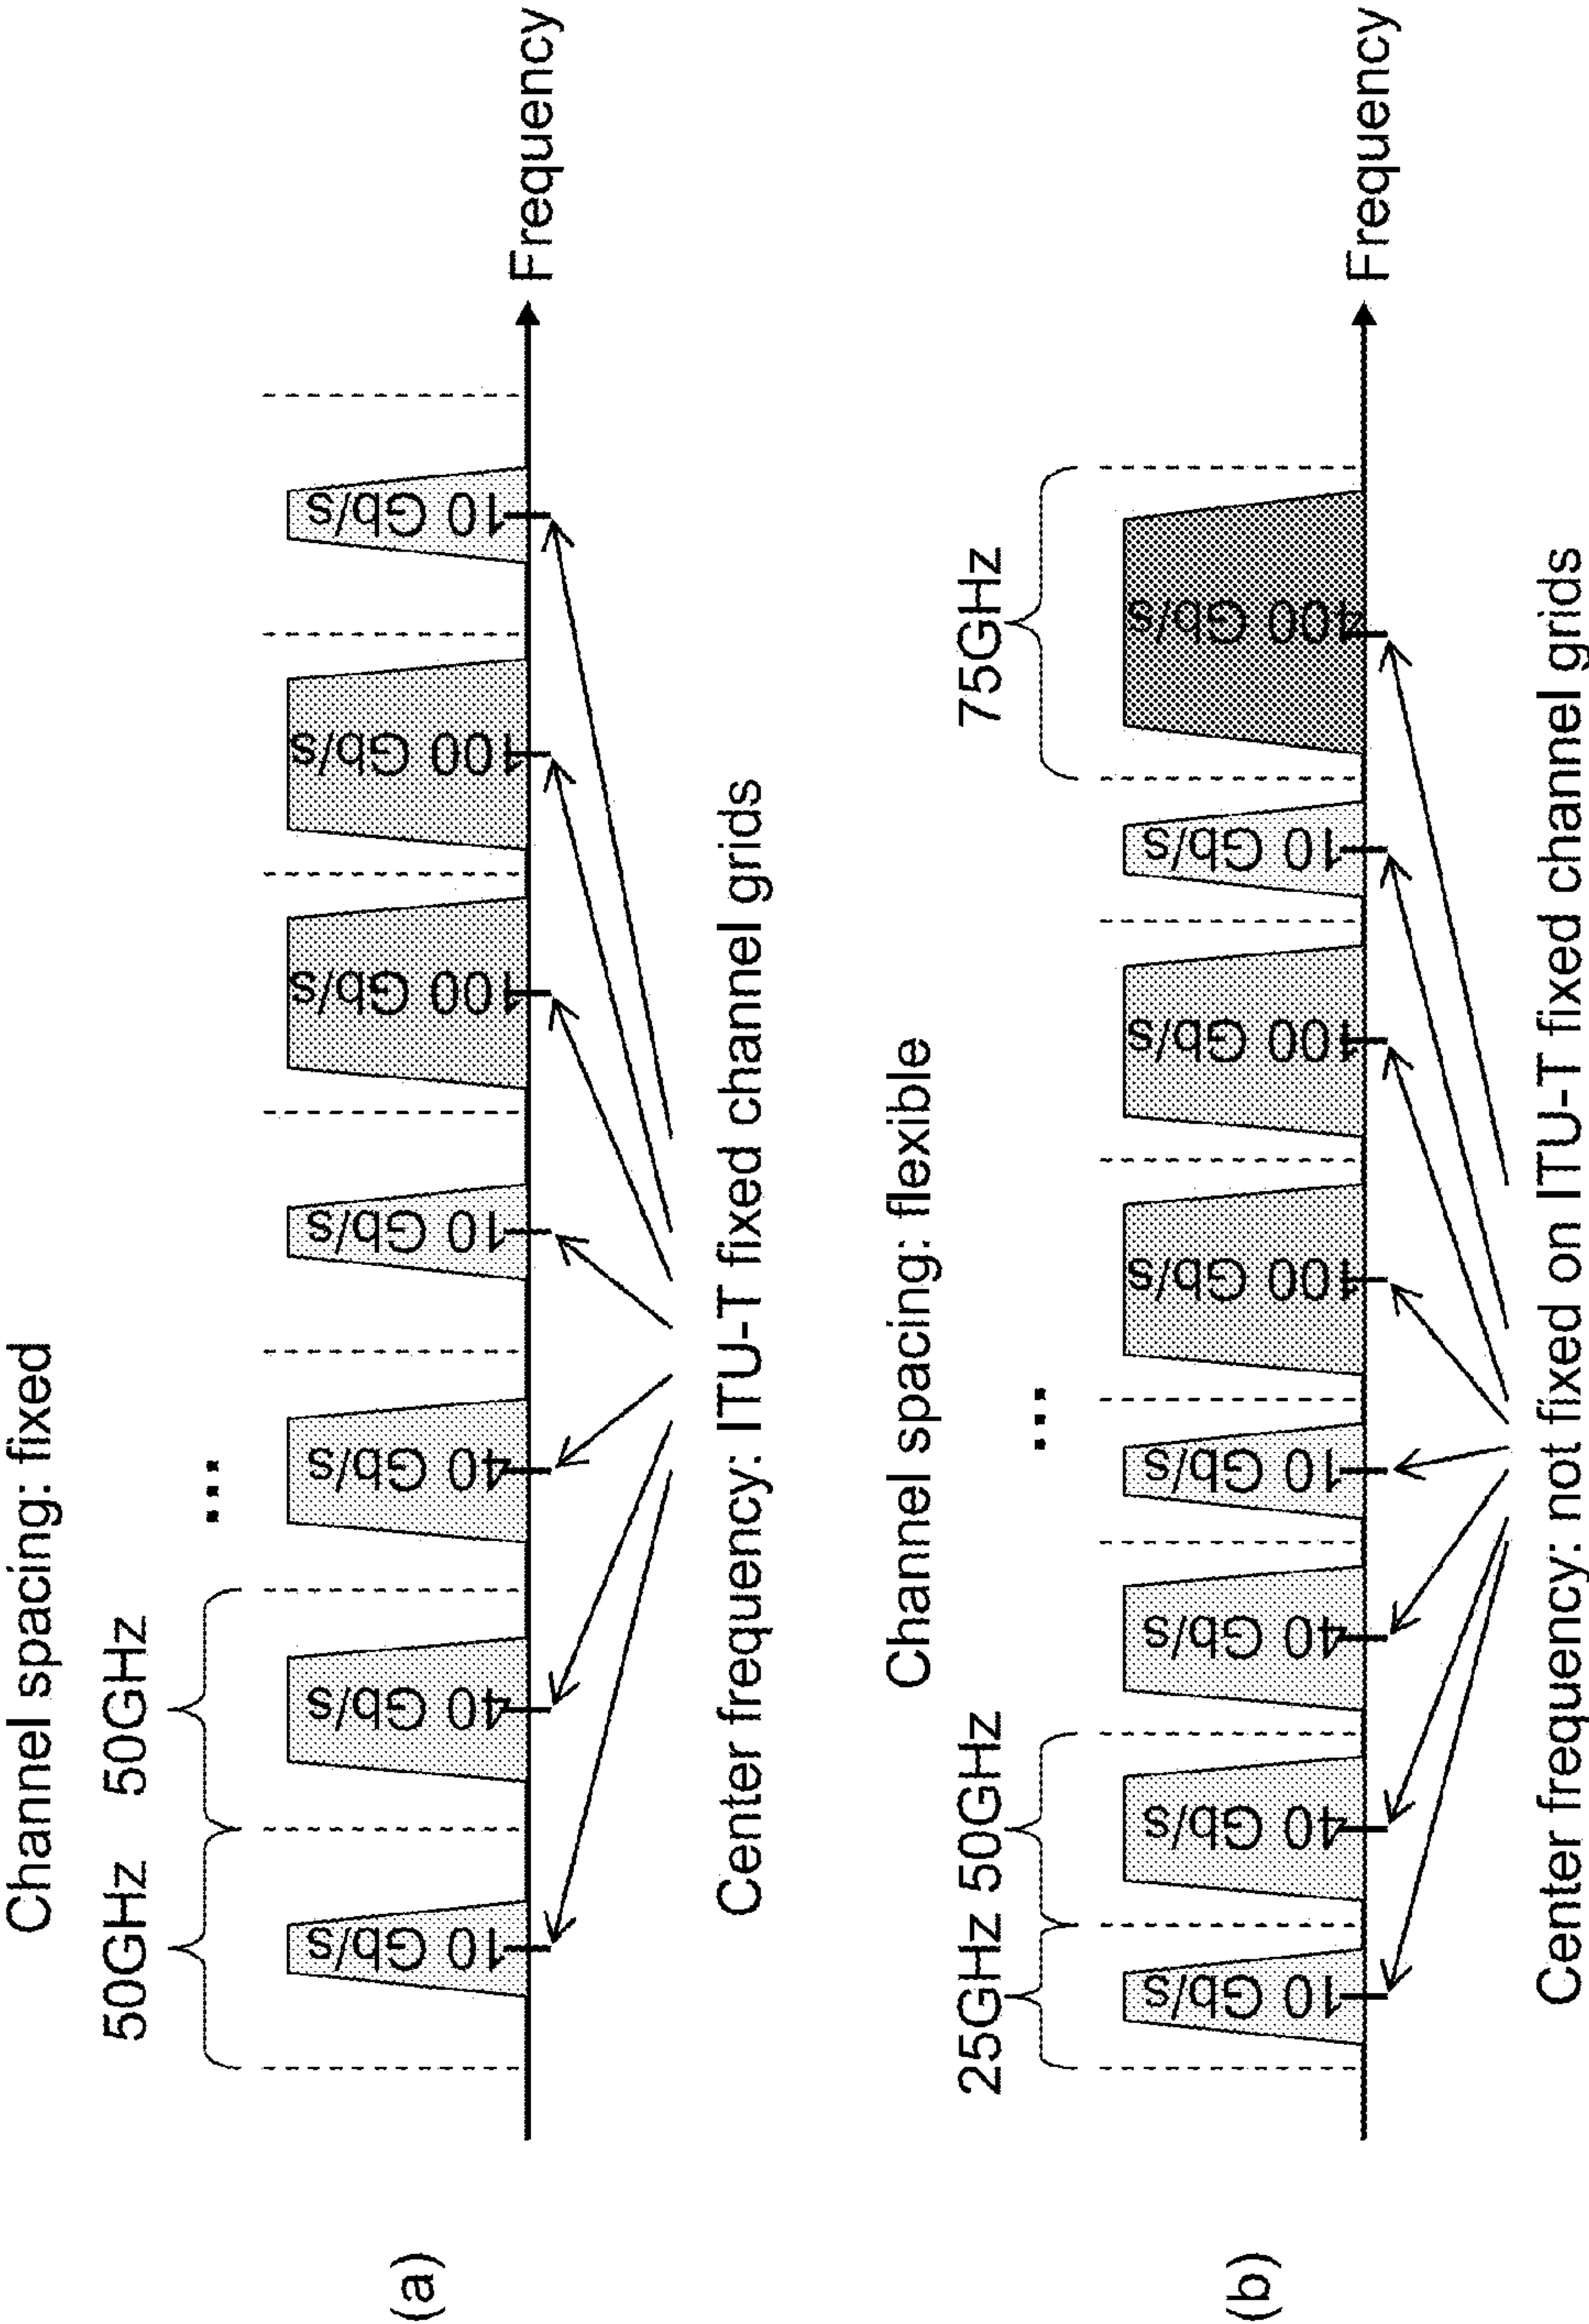 Channel spacing: fixed
50GHz 50GHz
...
10 Gb/s
40 Gb/s
40 Gb/s
10 Gb/s
100 Gb/s
100 Gb/s
10 Gb/s
Frequency
(a)
Center frequency: ITU-T fixed channel grids
Channel spacing: flexible
25GHz 50GHz
...
75GHz
10 Gb/s
40 Gb/s
40 Gb/s
10 Gb/s
100 Gb/s
100 Gb/s
10 Gb/s
400 Gb/s
Frequency
(b)
Center frequency: not fixed on ITU-T fixed channel grids